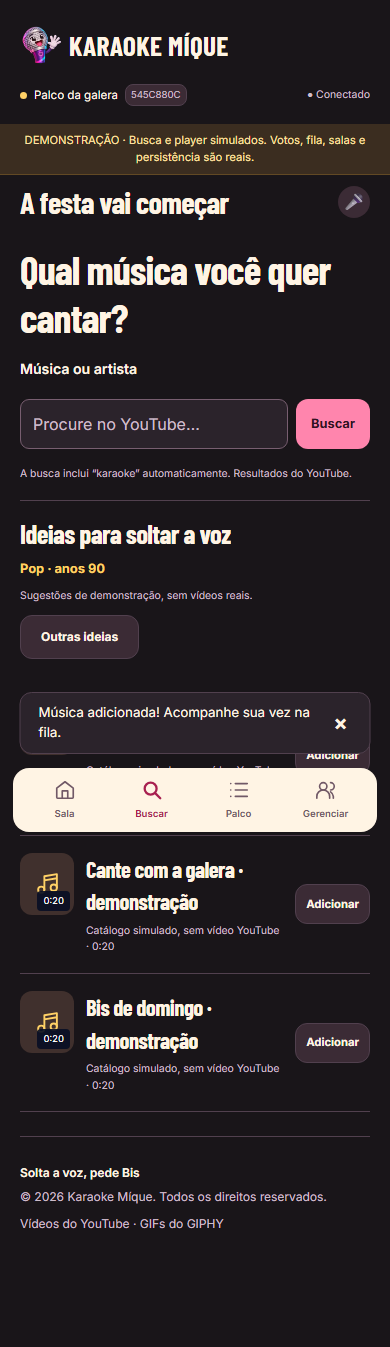 KARAOKE MÍQUE
Palco da galera 545C880C
● Conectado
DEMONSTRAÇÃO · Busca e player simulados. Votos, fila, salas e
persistência são reais.
A festa vai começar
Qual música você quer
cantar?
Música ou artista
Procure no YouTube...
Buscar
A busca inclui “karaoke” automaticamente. Resultados do YouTube.
Ideias para soltar a voz
Pop · anos 90
Sugestões de demonstração, sem vídeos reais.
Outras ideias
Música adicionada! Acompanhe sua vez na
fila.
×
Adicionar
Sala
Buscar
Palco
Gerenciar
0:20
Cante com a galera ·
demonstração
Catálogo simulado, sem vídeo YouTube
· 0:20
Adicionar
0:20
Bis de domingo ·
demonstração
Catálogo simulado, sem vídeo YouTube
· 0:20
Adicionar
Solta a voz, pede Bis
© 2026 Karaoke Míque. Todos os direitos reservados.
Vídeos do YouTube · GIFs do GIPHY